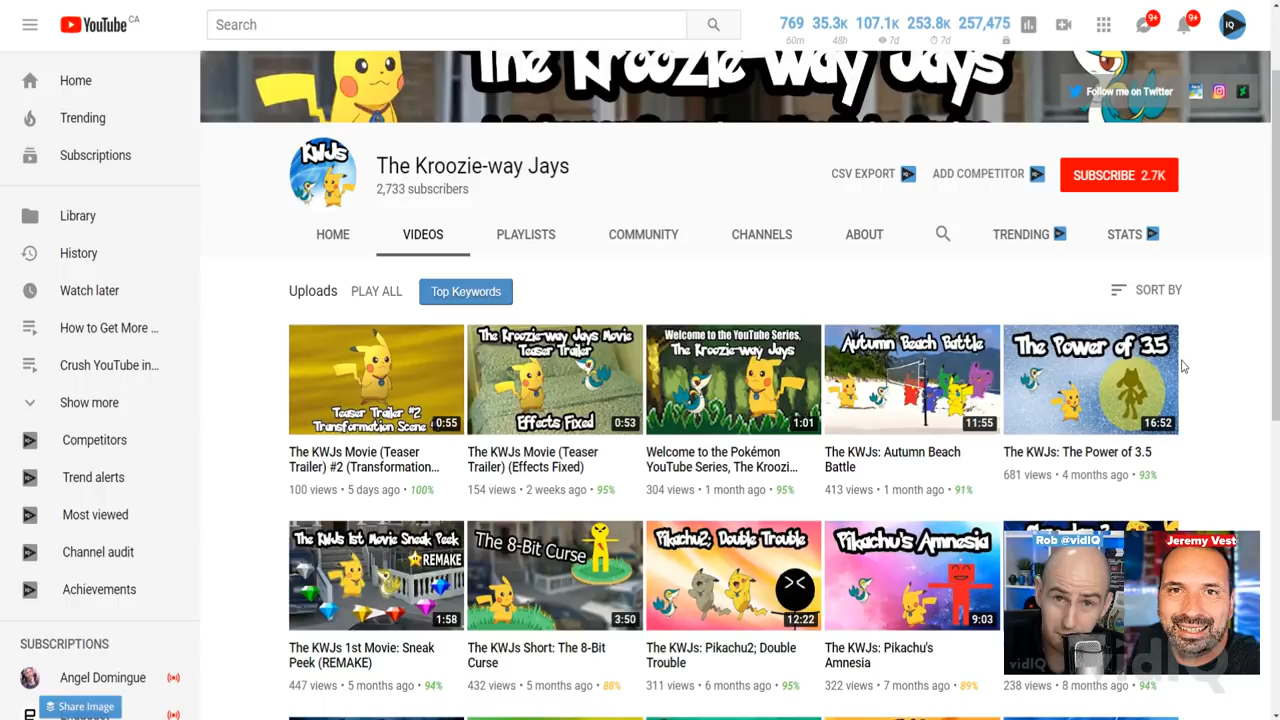 YouTube CA
Search
769 35.3K 107.1K 253.8K 257,475
60m 48h 7d 7d
9+ 9+
IQ
Home
Trending
Subscriptions
Library
History
Watch later
How to Get More ...
Crush YouTube in...
Show more
Competitors
Trend alerts
Most viewed
Channel audit
Achievements
SUBSCRIPTIONS
Angel Domingue
Share Image
The Kroozie-way Jays
Follow me on Twitter
KWJs
The Kroozie-way Jays
2,733 subscribers
CSV EXPORT
ADD COMPETITOR
SUBSCRIBE 2.7K
HOME VIDEOS PLAYLISTS COMMUNITY CHANNELS ABOUT TRENDING STATS
Uploads PLAY ALL Top Keywords SORT BY
Teaser Trailer #2
Transformation Scene
0:55
The KWJs Movie (Teaser
Trailer) #2 (Transformation...
100 views • 5 days ago • 100%
The Kroozie-way Jays Movie
Teaser Trailer
Effects Fixed
0:53
The KWJs Movie (Teaser
Trailer) (Effects Fixed)
154 views • 2 weeks ago • 95%
Welcome to the YouTube Series,
The Kroozie-way Jays
1:01
Welcome to the Pokémon
YouTube Series, The Kroozi...
304 views • 1 month ago • 95%
Autumn Beach Battle
11:55
The KWJs: Autumn Beach
Battle
413 views • 1 month ago • 91%
The Power of 3.5
16:52
The KWJs: The Power of 3.5
681 views • 4 months ago • 93%
The KWJs 1st Movie Sneak Peek
REMAKE
1:58
The KWJs 1st Movie: Sneak
Peek (REMAKE)
447 views • 5 months ago • 94%
The 8-Bit Curse
3:50
The KWJs Short: The 8-Bit
Curse
432 views • 5 months ago • 88%
Pikachu2; Double Trouble
12:22
The KWJs: Pikachu2; Double
Trouble
311 views • 6 months ago • 95%
Pikachu's Amnesia
9:03
The KWJs: Pikachu's
Amnesia
322 views • 7 months ago • 89%
Rob @vidIQ
Jeremy Vest
vidIQ
vidIQ
238 views • 8 months ago • 94%